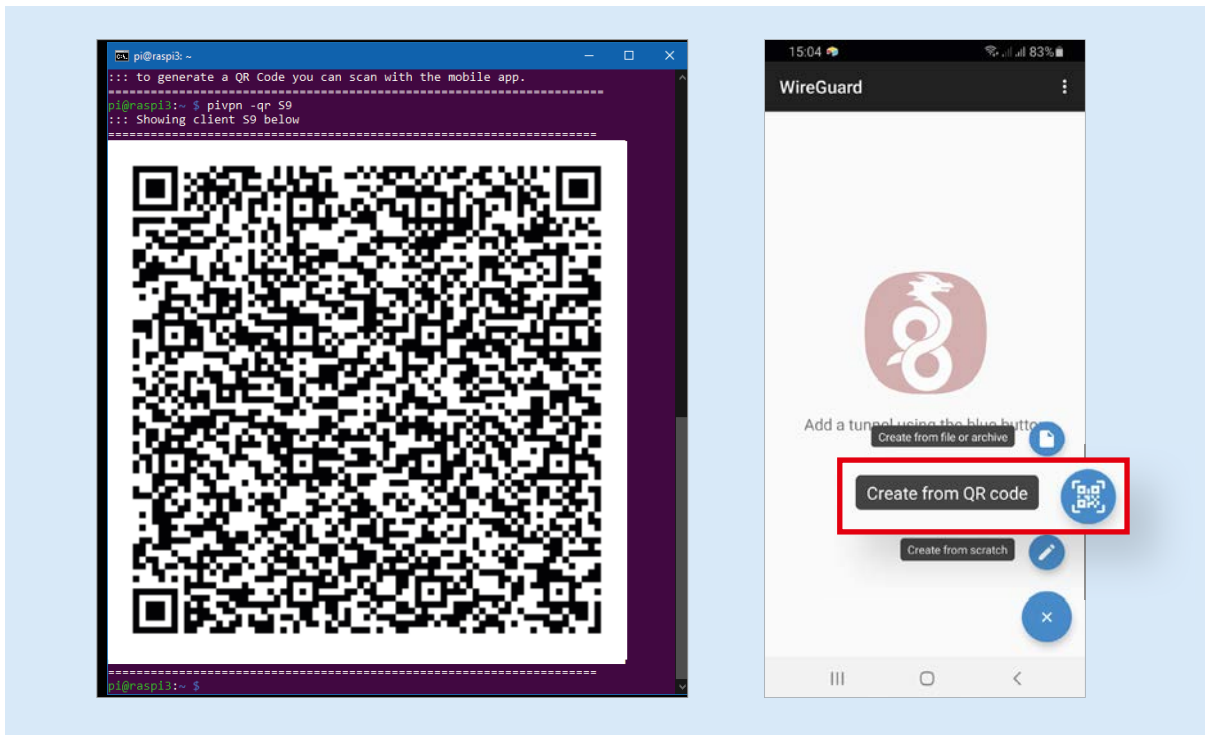 pi@raspi3: ~
::: to generate a QR Code you can scan with the mobile app.
pi@raspi3:~ $ pivpn -qr S9
::: Showing client S9 below
pi@raspi3:~ $
15:04
83%
WireGuard
Add a tunnel using the blue button
Create from file or archive
Create from QR code
Create from scratch